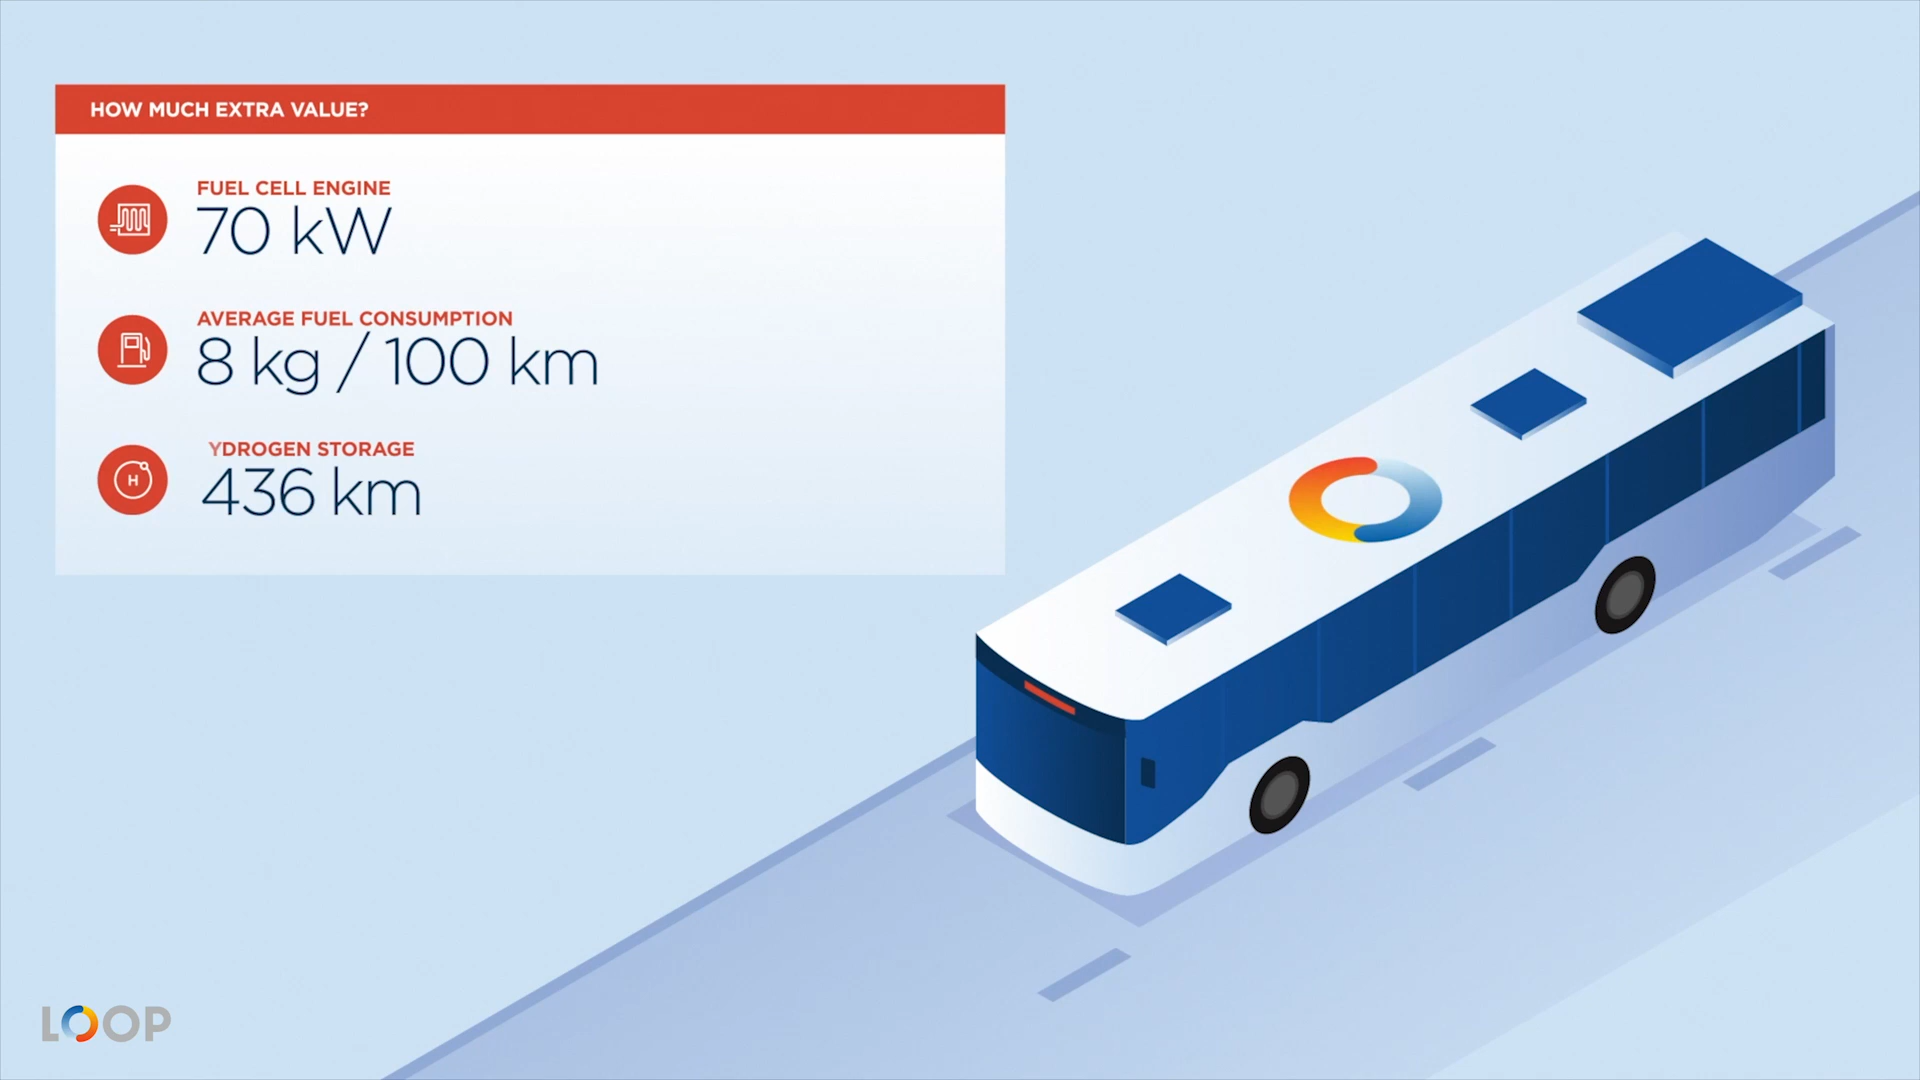 HOW MUCH EXTRA VALUE?
FUEL CELL ENGINE
70 kW
AVERAGE FUEL CONSUMPTION
8 kg / 100 km
YDROGEN STORAGE
H
436 km
LOOP